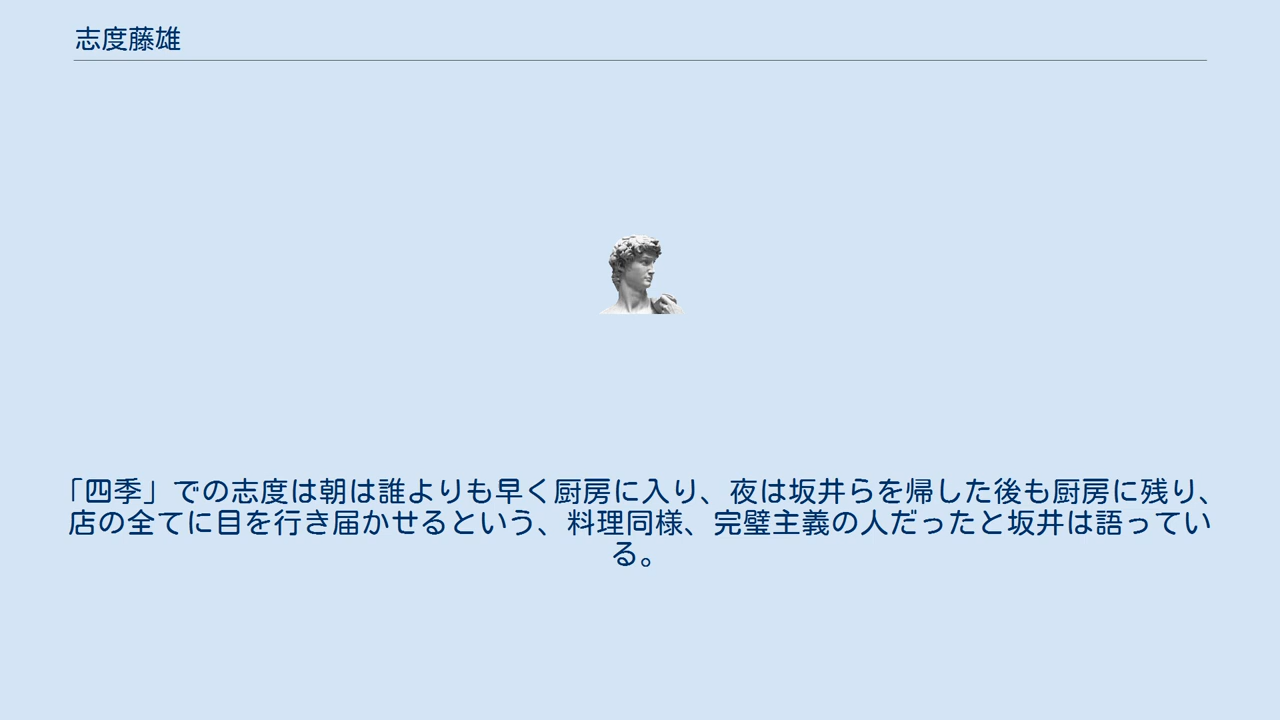 志度藤雄
「四季」での志度は朝は誰よりも早く厨房に入り、夜は坂井らを帰した後も厨房に残り、
店の全てに目を行き届かせるという、料理同様、完璧主義の人だったと坂井は語ってい
る。